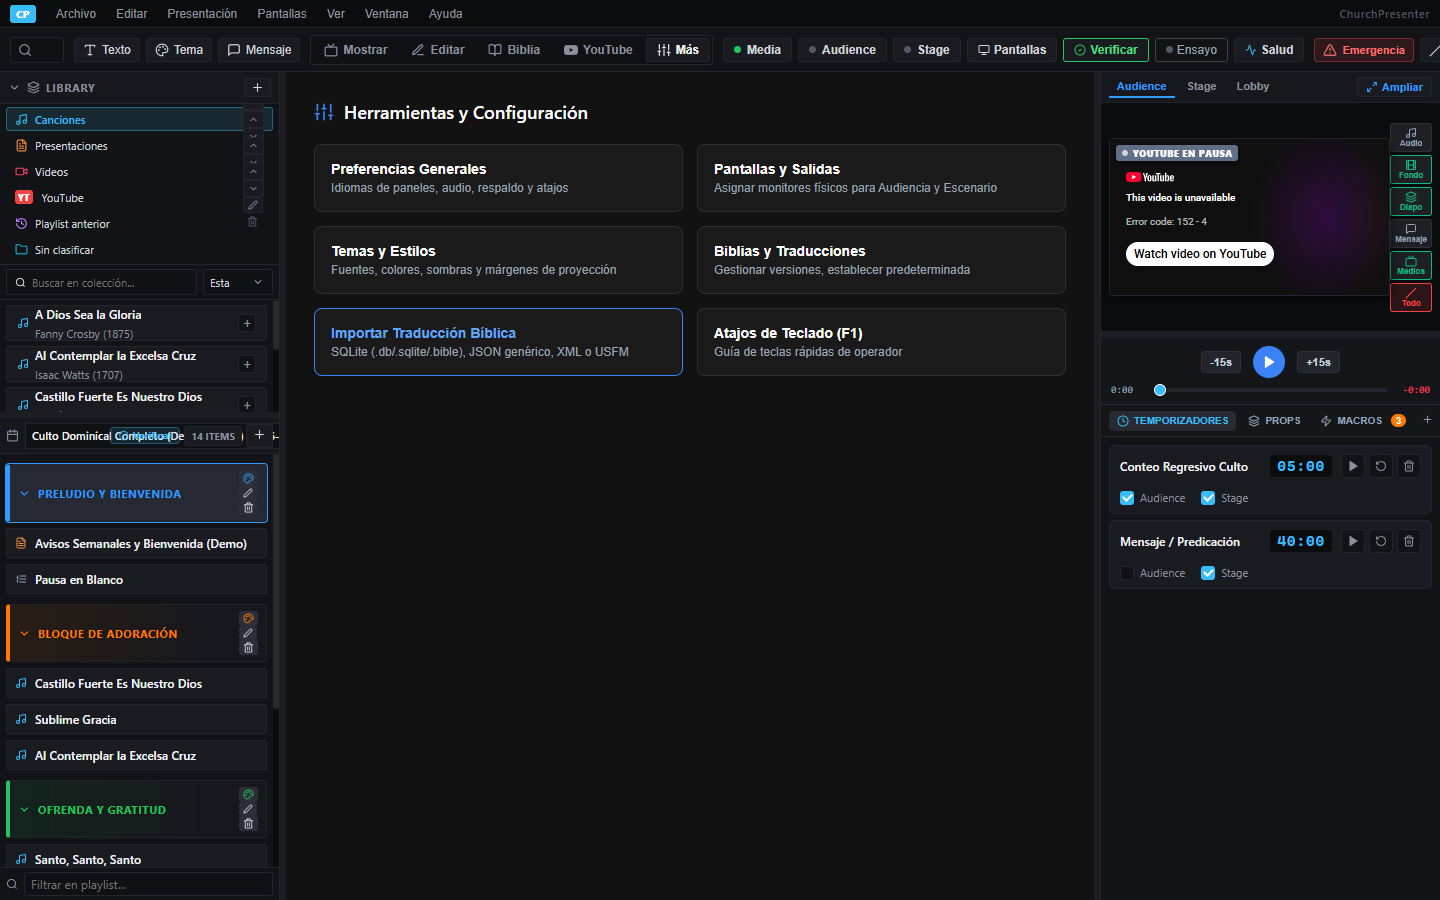 CP Archivo Editar Presentación Pantallas Ver Ventana Ayuda ChurchPresenter
Texto Tema Mensaje Mostrar Editar Biblia YouTube Más Media Audience Stage Pantallas Verificar Ensayo Salud Emergencia
LIBRARY
Canciones
Presentaciones
Videos
YT YouTube
Playlist anterior
Sin clasificar
Buscar en colección... Esta
A Dios Sea la Gloria
Fanny Crosby (1875)
Al Contemplar la Excelsa Cruz
Isaac Watts (1707)
Castillo Fuerte Es Nuestro Dios
Culto Dominical Completo (De 14 ITEMS
PRELUDIO Y BIENVENIDA
Avisos Semanales y Bienvenida (Demo)
Pausa en Blanco
BLOQUE DE ADORACIÓN
Castillo Fuerte Es Nuestro Dios
Sublime Gracia
Al Contemplar la Excelsa Cruz
OFRENDA Y GRATITUD
Santo, Santo, Santo
Filtrar en playlist...
Herramientas y Configuración
Preferencias Generales
Idiomas de paneles, audio, respaldo y atajos
Pantallas y Salidas
Asignar monitores físicos para Audiencia y Escenario
Temas y Estilos
Fuentes, colores, sombras y márgenes de proyección
Biblias y Traducciones
Gestionar versiones, establecer predeterminada
Importar Traducción Bíblica
SQLite (.db/.sqlite/.bible), JSON genérico, XML o USFM
Atajos de Teclado (F1)
Guía de teclas rápidas de operador
Audience Stage Lobby Ampliar
YOUTUBE EN PAUSA
YouTube
This video is unavailable
Error code: 152 - 4
Watch video on YouTube
Audio
Fondo
Diapo
Mensaje
Medios
Todo
-15s +15s
0:00 -0:00
TEMPORIZADORES PROPS MACROS 3 +
Conteo Regresivo Culto 05:00
Audience Stage
Mensaje / Predicación 40:00
Audience Stage